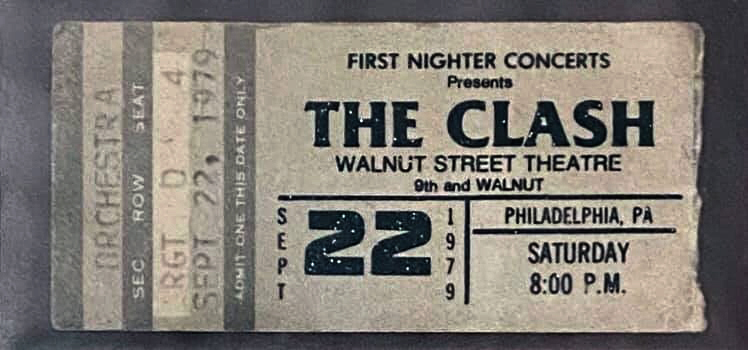 ORCHESTRA
SEC ROW SEAT
RGT D 4
SEPT 22, 1979
ADMIT ONE THIS DATE ONLY
FIRST NIGHTER CONCERTS
Presents
THE CLASH
WALNUT STREET THEATRE
9th and WALNUT
SEPT
22
1979
PHILADELPHIA, PA
SATURDAY
8:00 P.M.